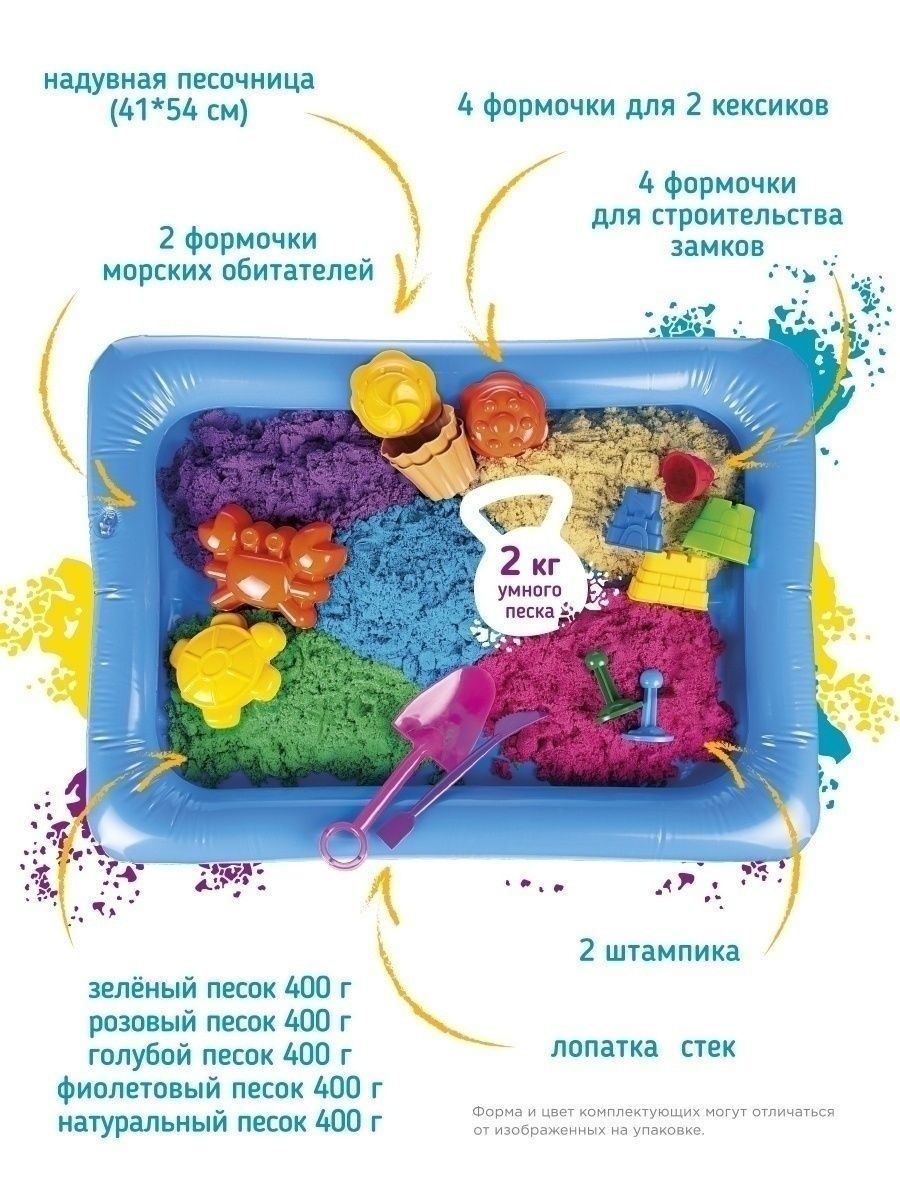 надувная песочница
(41*54 см)
4 формочки для 2 кексиков
4 формочки
для строительства
замков
2 формочки
морских обитателей
2 кг
умного
песка
2 штампика
зелёный песок 400 г
розовый песок 400 г
голубой песок 400 г
фиолетовый песок 400 г
натуральный песок 400 г
лопатка стек
Форма и цвет комплектующих могут отличаться
от изображенных на упаковке.